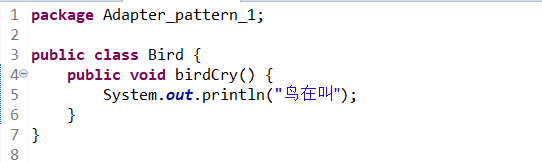 1 package Adapter_pattern_1;
2
3 public class Bird {
4 public void birdCry() {
5 System.out.println("鸟在叫");
6 }
7 }
8